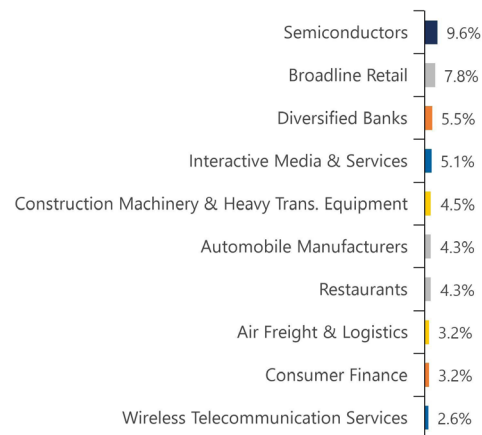 Semiconductors 9.6%
Broadline Retail 7.8%
Diversified Banks 5.5%
Interactive Media & Services 5.1%
Construction Machinery & Heavy Trans. Equipment 4.5%
Automobile Manufacturers 4.3%
Restaurants 4.3%
Air Freight & Logistics 3.2%
Consumer Finance 3.2%
Wireless Telecommunication Services 2.6%